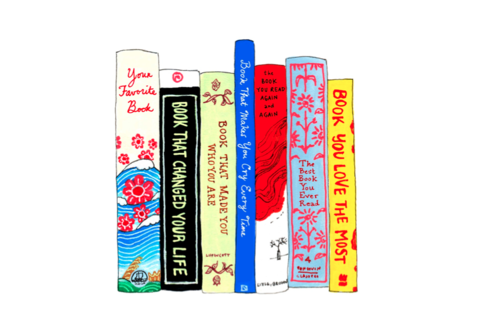 Your
Favorite
Book
BOOK THAT CHANGED YOUR LIFE
BOOK THAT MADE YOU
WHO YOU ARE
Book That Makes You Cry Every Time
The
BOOK
YOU READ
AGAIN
and
AGAIN
The
Best
Book
You
Ever
Read
BOOK YOU LOVE THE MOST